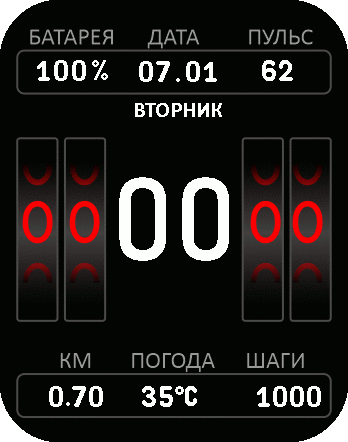 БАТАРЕЯ ДАТА ПУЛЬС
100% 07.01 62
ВТОРНИК
00 00 00
КМ ПОГОДА ШАГИ
0.70 35°C 1000